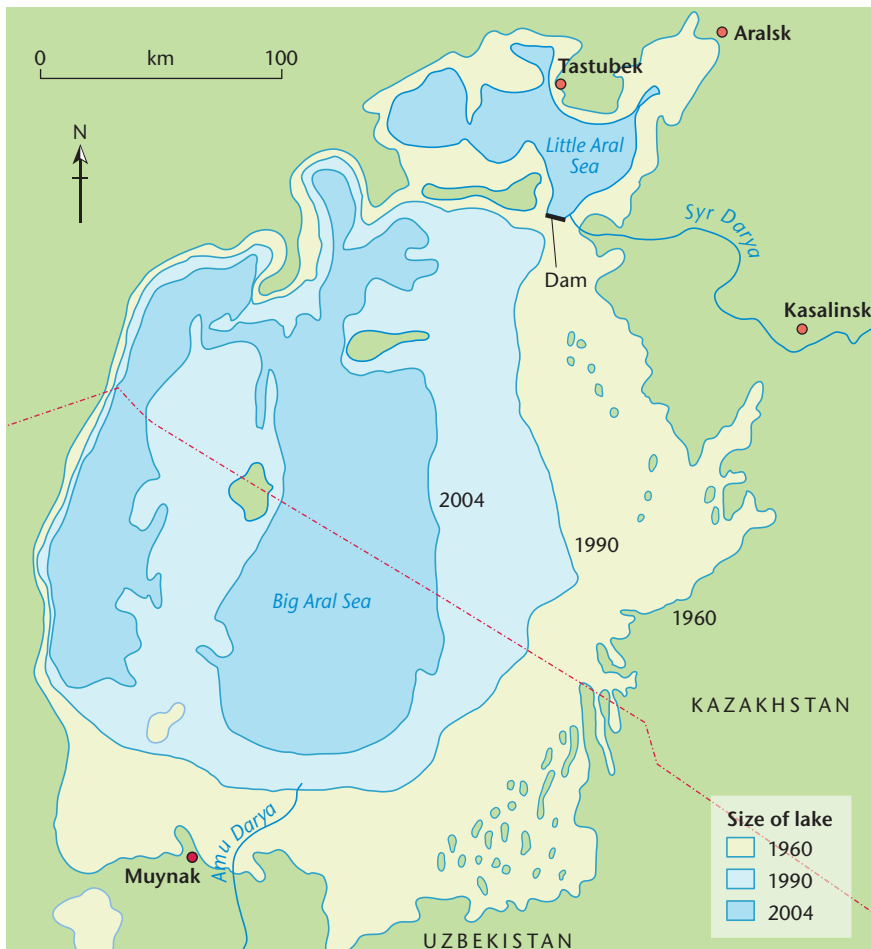 0 km 100
Aralsk
Tastubek
N
Little Aral
Sea
Syr Darya
Dam
Kasalinsk
2004
1990
Big Aral Sea
1960
KAZAKHSTAN
Amu Darya
Muynak
UZBEKISTAN
Size of lake
1960
1990
2004